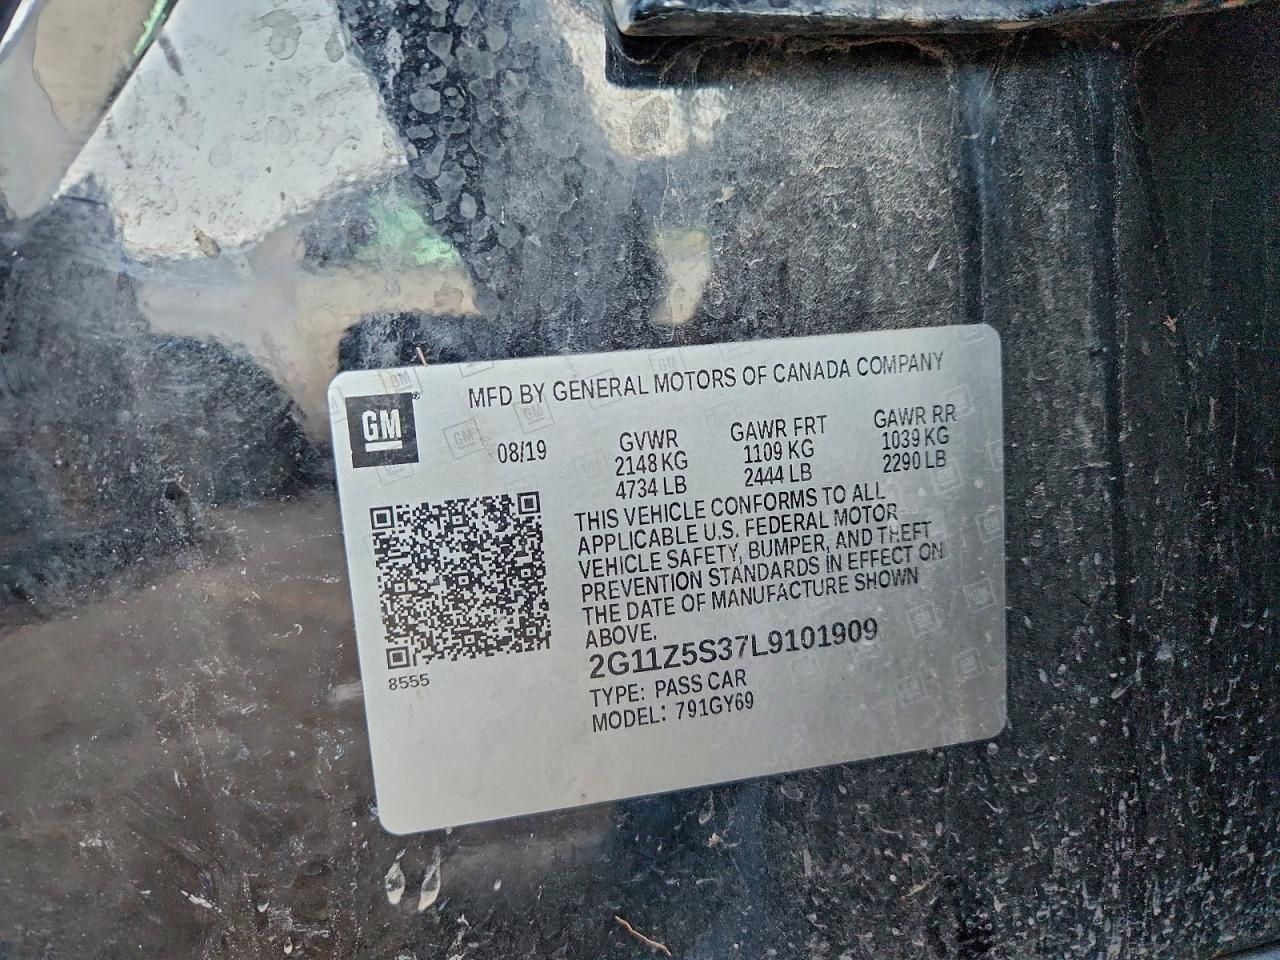 MFD BY GENERAL MOTORS OF CANADA COMPANY
GM
08/19 GVWR GAWR FRT GAWR RR
2148 KG 1109 KG 1039 KG
4734 LB 2444 LB 2290 LB
THIS VEHICLE CONFORMS TO ALL
APPLICABLE U.S. FEDERAL MOTOR
VEHICLE SAFETY, BUMPER, AND THEFT
PREVENTION STANDARDS IN EFFECT ON
THE DATE OF MANUFACTURE SHOWN
ABOVE.
2G11Z5S37L9101909
8555
TYPE: PASS CAR
MODEL: 791GY69